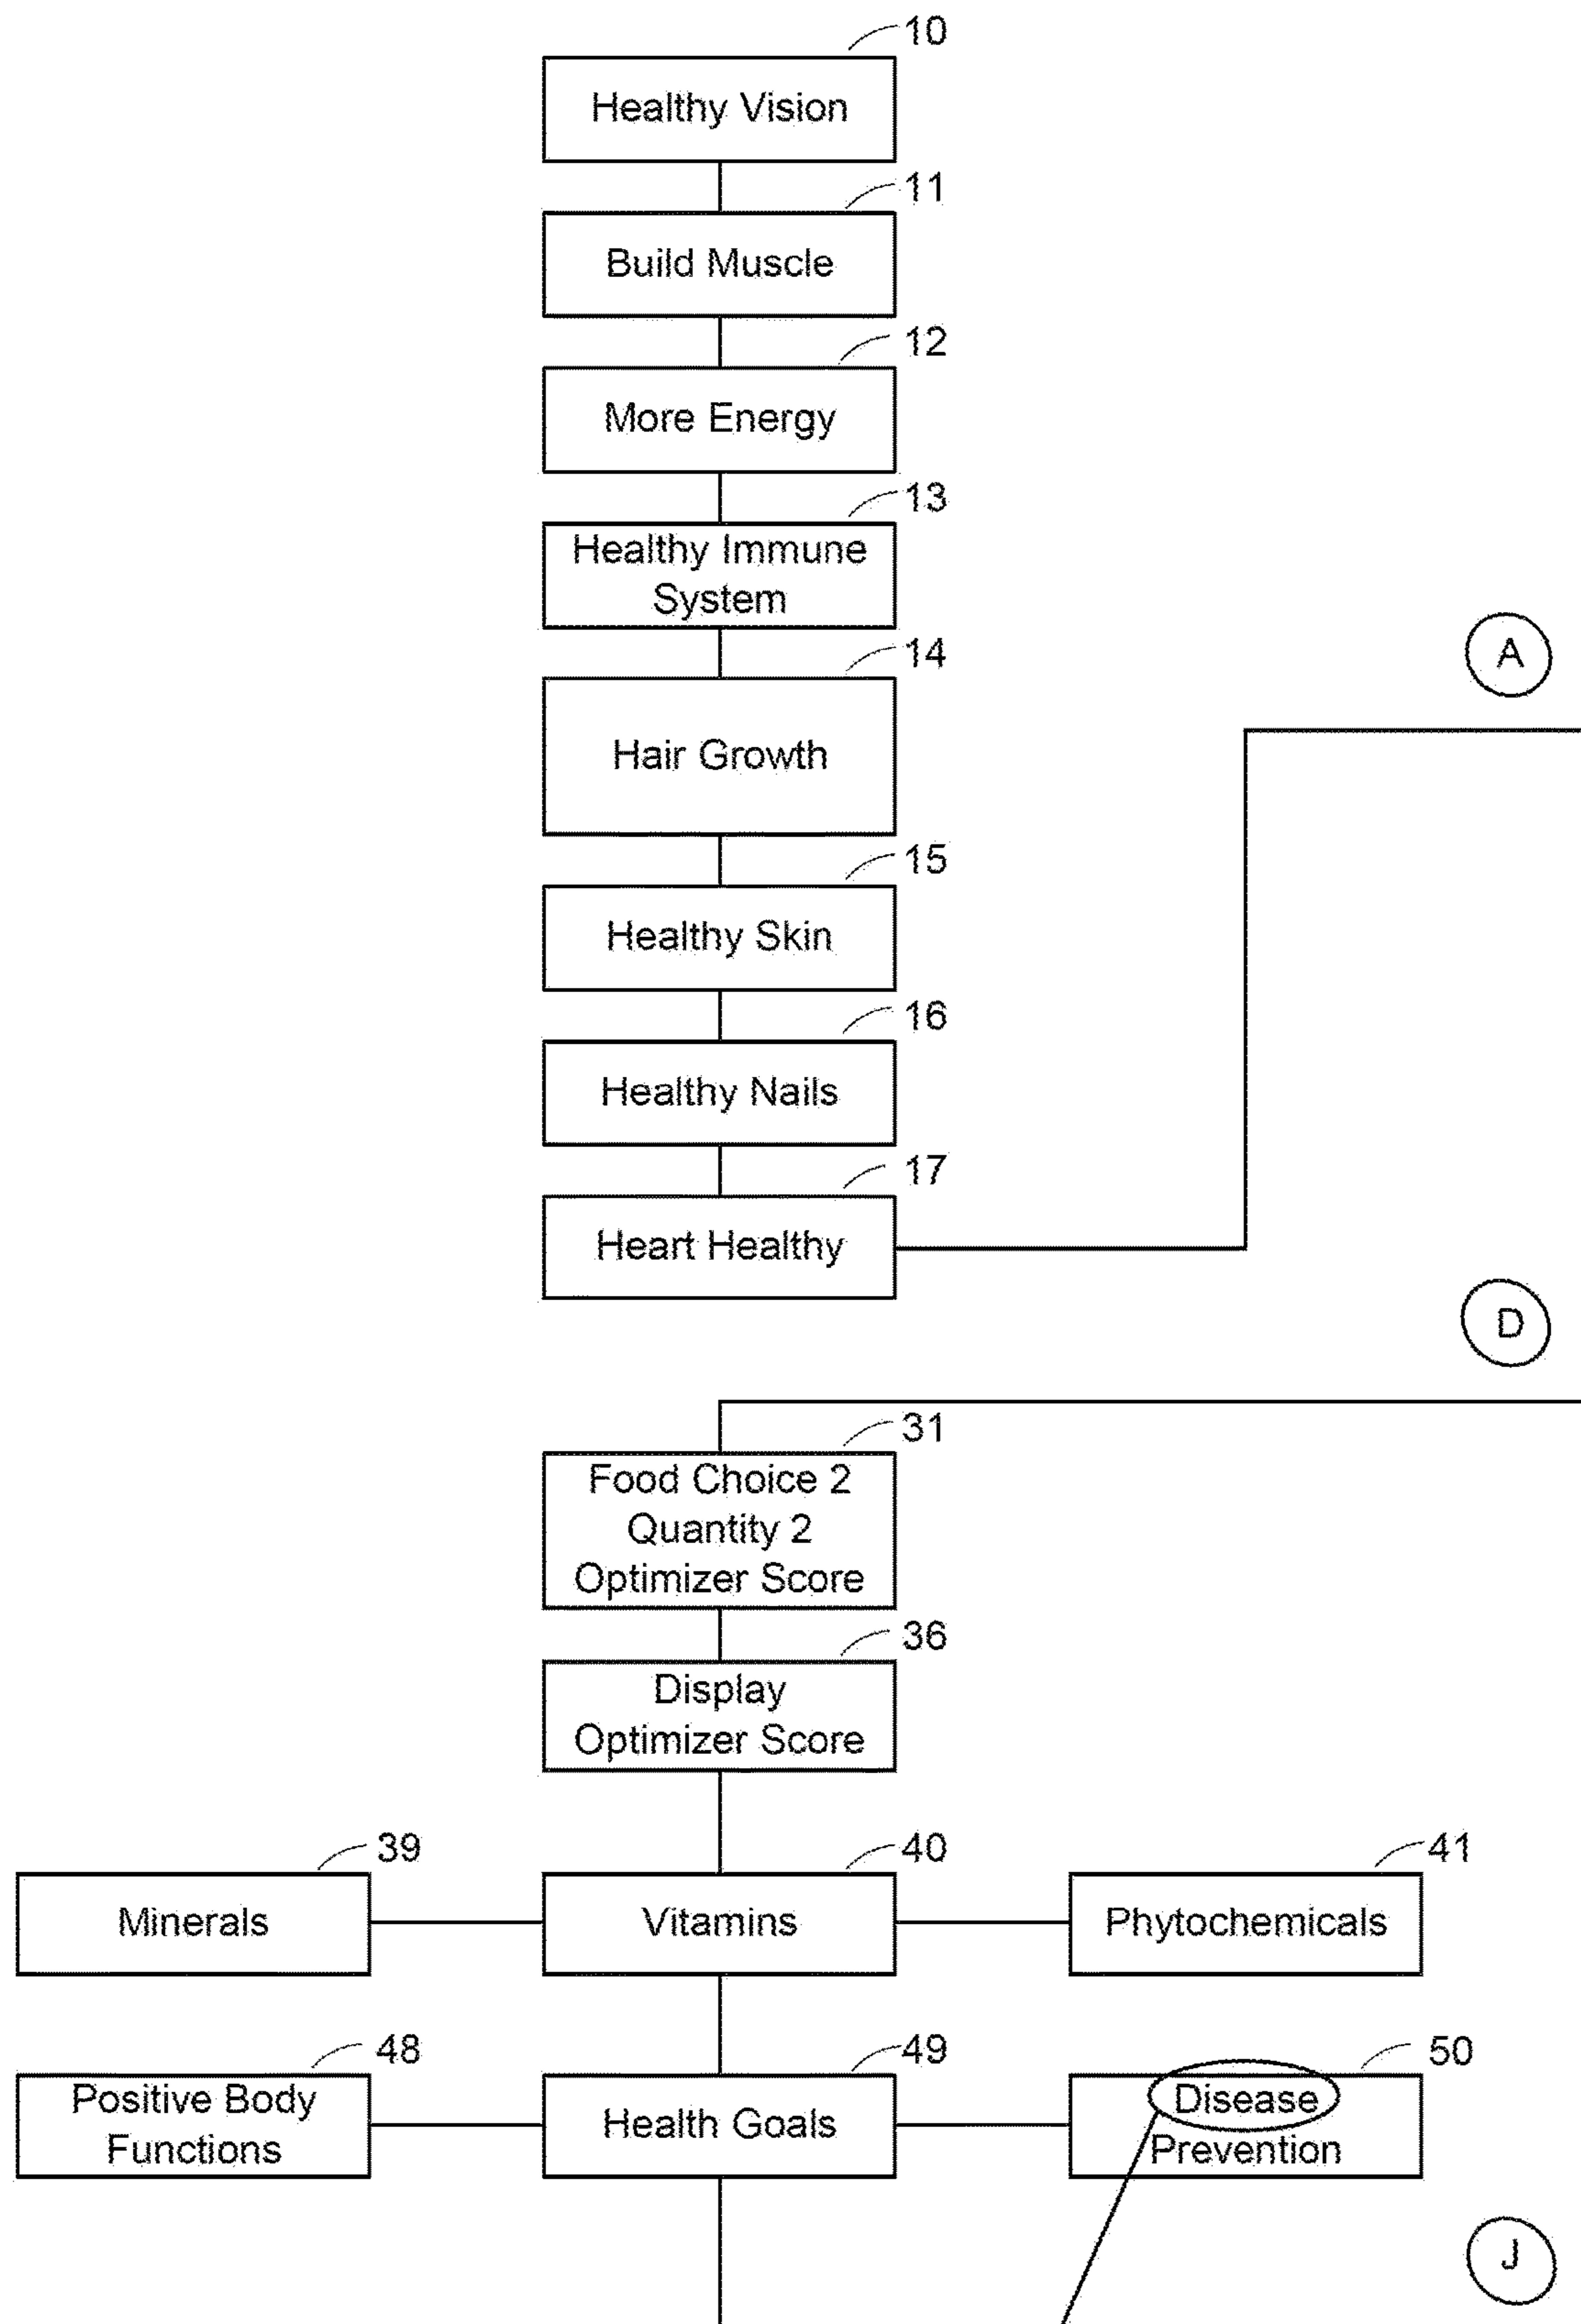 10
Healthy Vision
11
Build Muscle
12
More Energy
13
Healthy Immune
System
14
Hair Growth
A
15
Healthy Skin
16
Healthy Nails
17
Heart Healthy
D
31
Food Choice 2
Quantity 2
Optimizer Score
36
Display
Optimizer Score
39
Minerals
40
Vitamins
41
Phytochemicals
48
Positive Body
Functions
49
Health Goals
50
Disease
Prevention
J